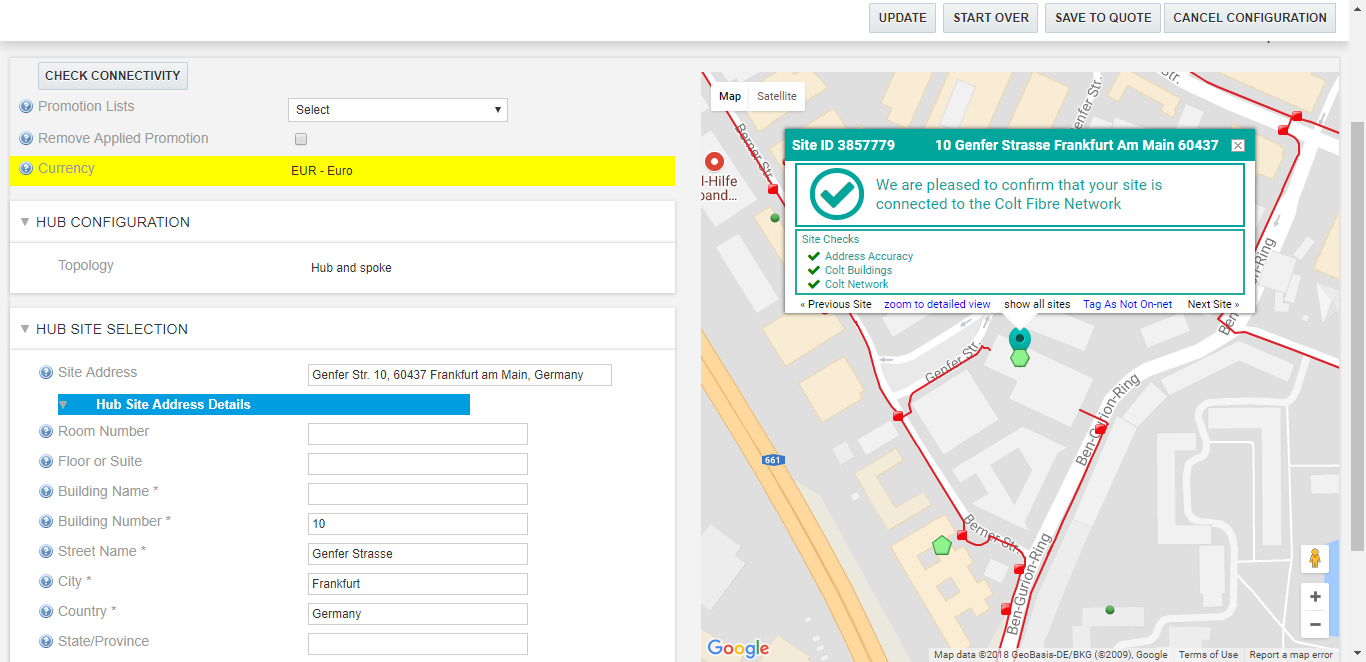 UPDATE START OVER SAVE TO QUOTE CANCEL CONFIGURATION
CHECK CONNECTIVITY
Promotion Lists Select
Remove Applied Promotion
Currency EUR - Euro
HUB CONFIGURATION
Topology Hub and spoke
HUB SITE SELECTION
Site Address Genfer Str. 10, 60437 Frankfurt am Main, Germany
Hub Site Address Details
Room Number
Floor or Suite
Building Name *
Building Number * 10
Street Name * Genfer Strasse
City * Frankfurt
Country * Germany
State/Province
Map Satellite
Str.
enfer Str.
Berner Str.
l-Hilfe
band...
Site ID 3857779 10 Genfer Strasse Frankfurt Am Main 60437
We are pleased to confirm that your site is
connected to the Colt Fibre Network
Site Checks
Address Accuracy
Colt Buildings
Colt Network
« Previous Site zoom to detailed view show all sites Tag As Not On-net Next Site »
on-Ring
Ben
Genfer Str.
Ben-Gurion-Ring
661
Berner Str.
Ben-Gurion-Ring
+
−
Google
Map data ©2018 GeoBasis-DE/BKG (©2009), Google Terms of Use Report a map error